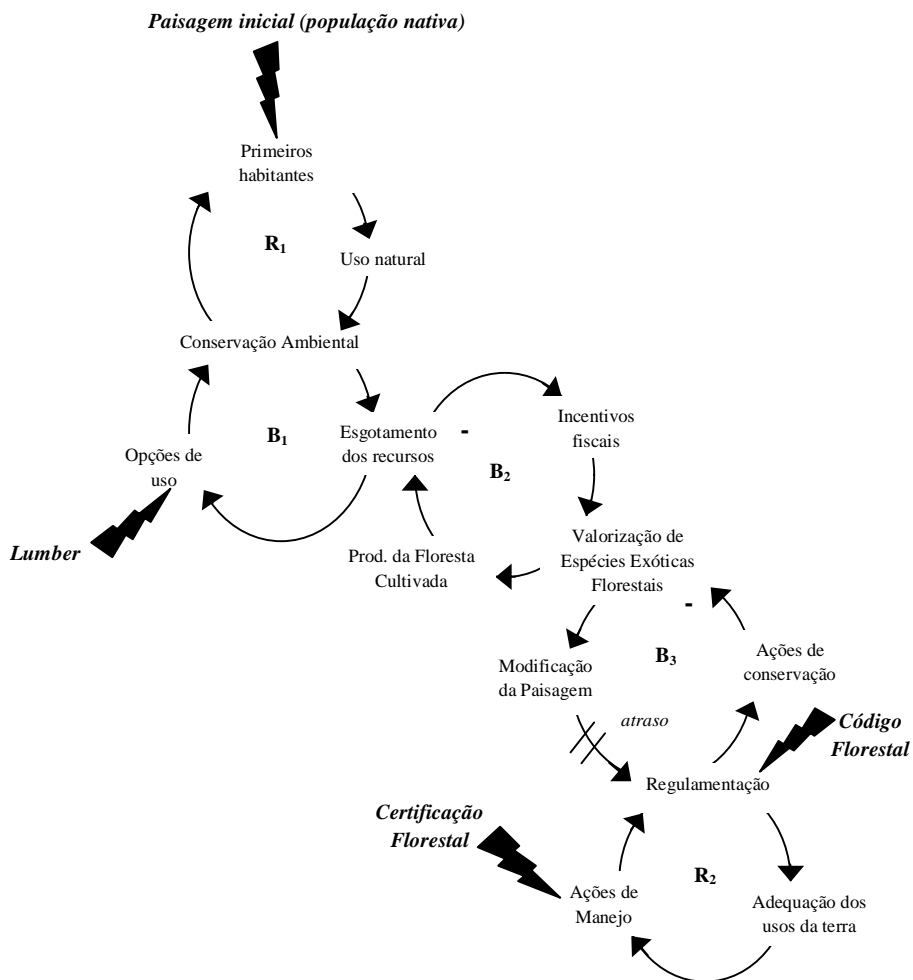 Paisagem inicial (população nativa)
Primeiros
habitantes
R1
Uso natural
Conservação Ambiental
B1
Opções de
uso
Lumber
Esgotamento
dos recursos
-
B2
Incentivos
fiscais
Valorização de
Espécies Exóticas
Florestais
Prod. da Floresta
Cultivada
-
B3
Modificação
da Paisagem
Ações de
conservação
atraso
Código
Florestal
Regulamentação
Certificação
Florestal
R2
Ações de
Manejo
Adequação dos
usos da terra